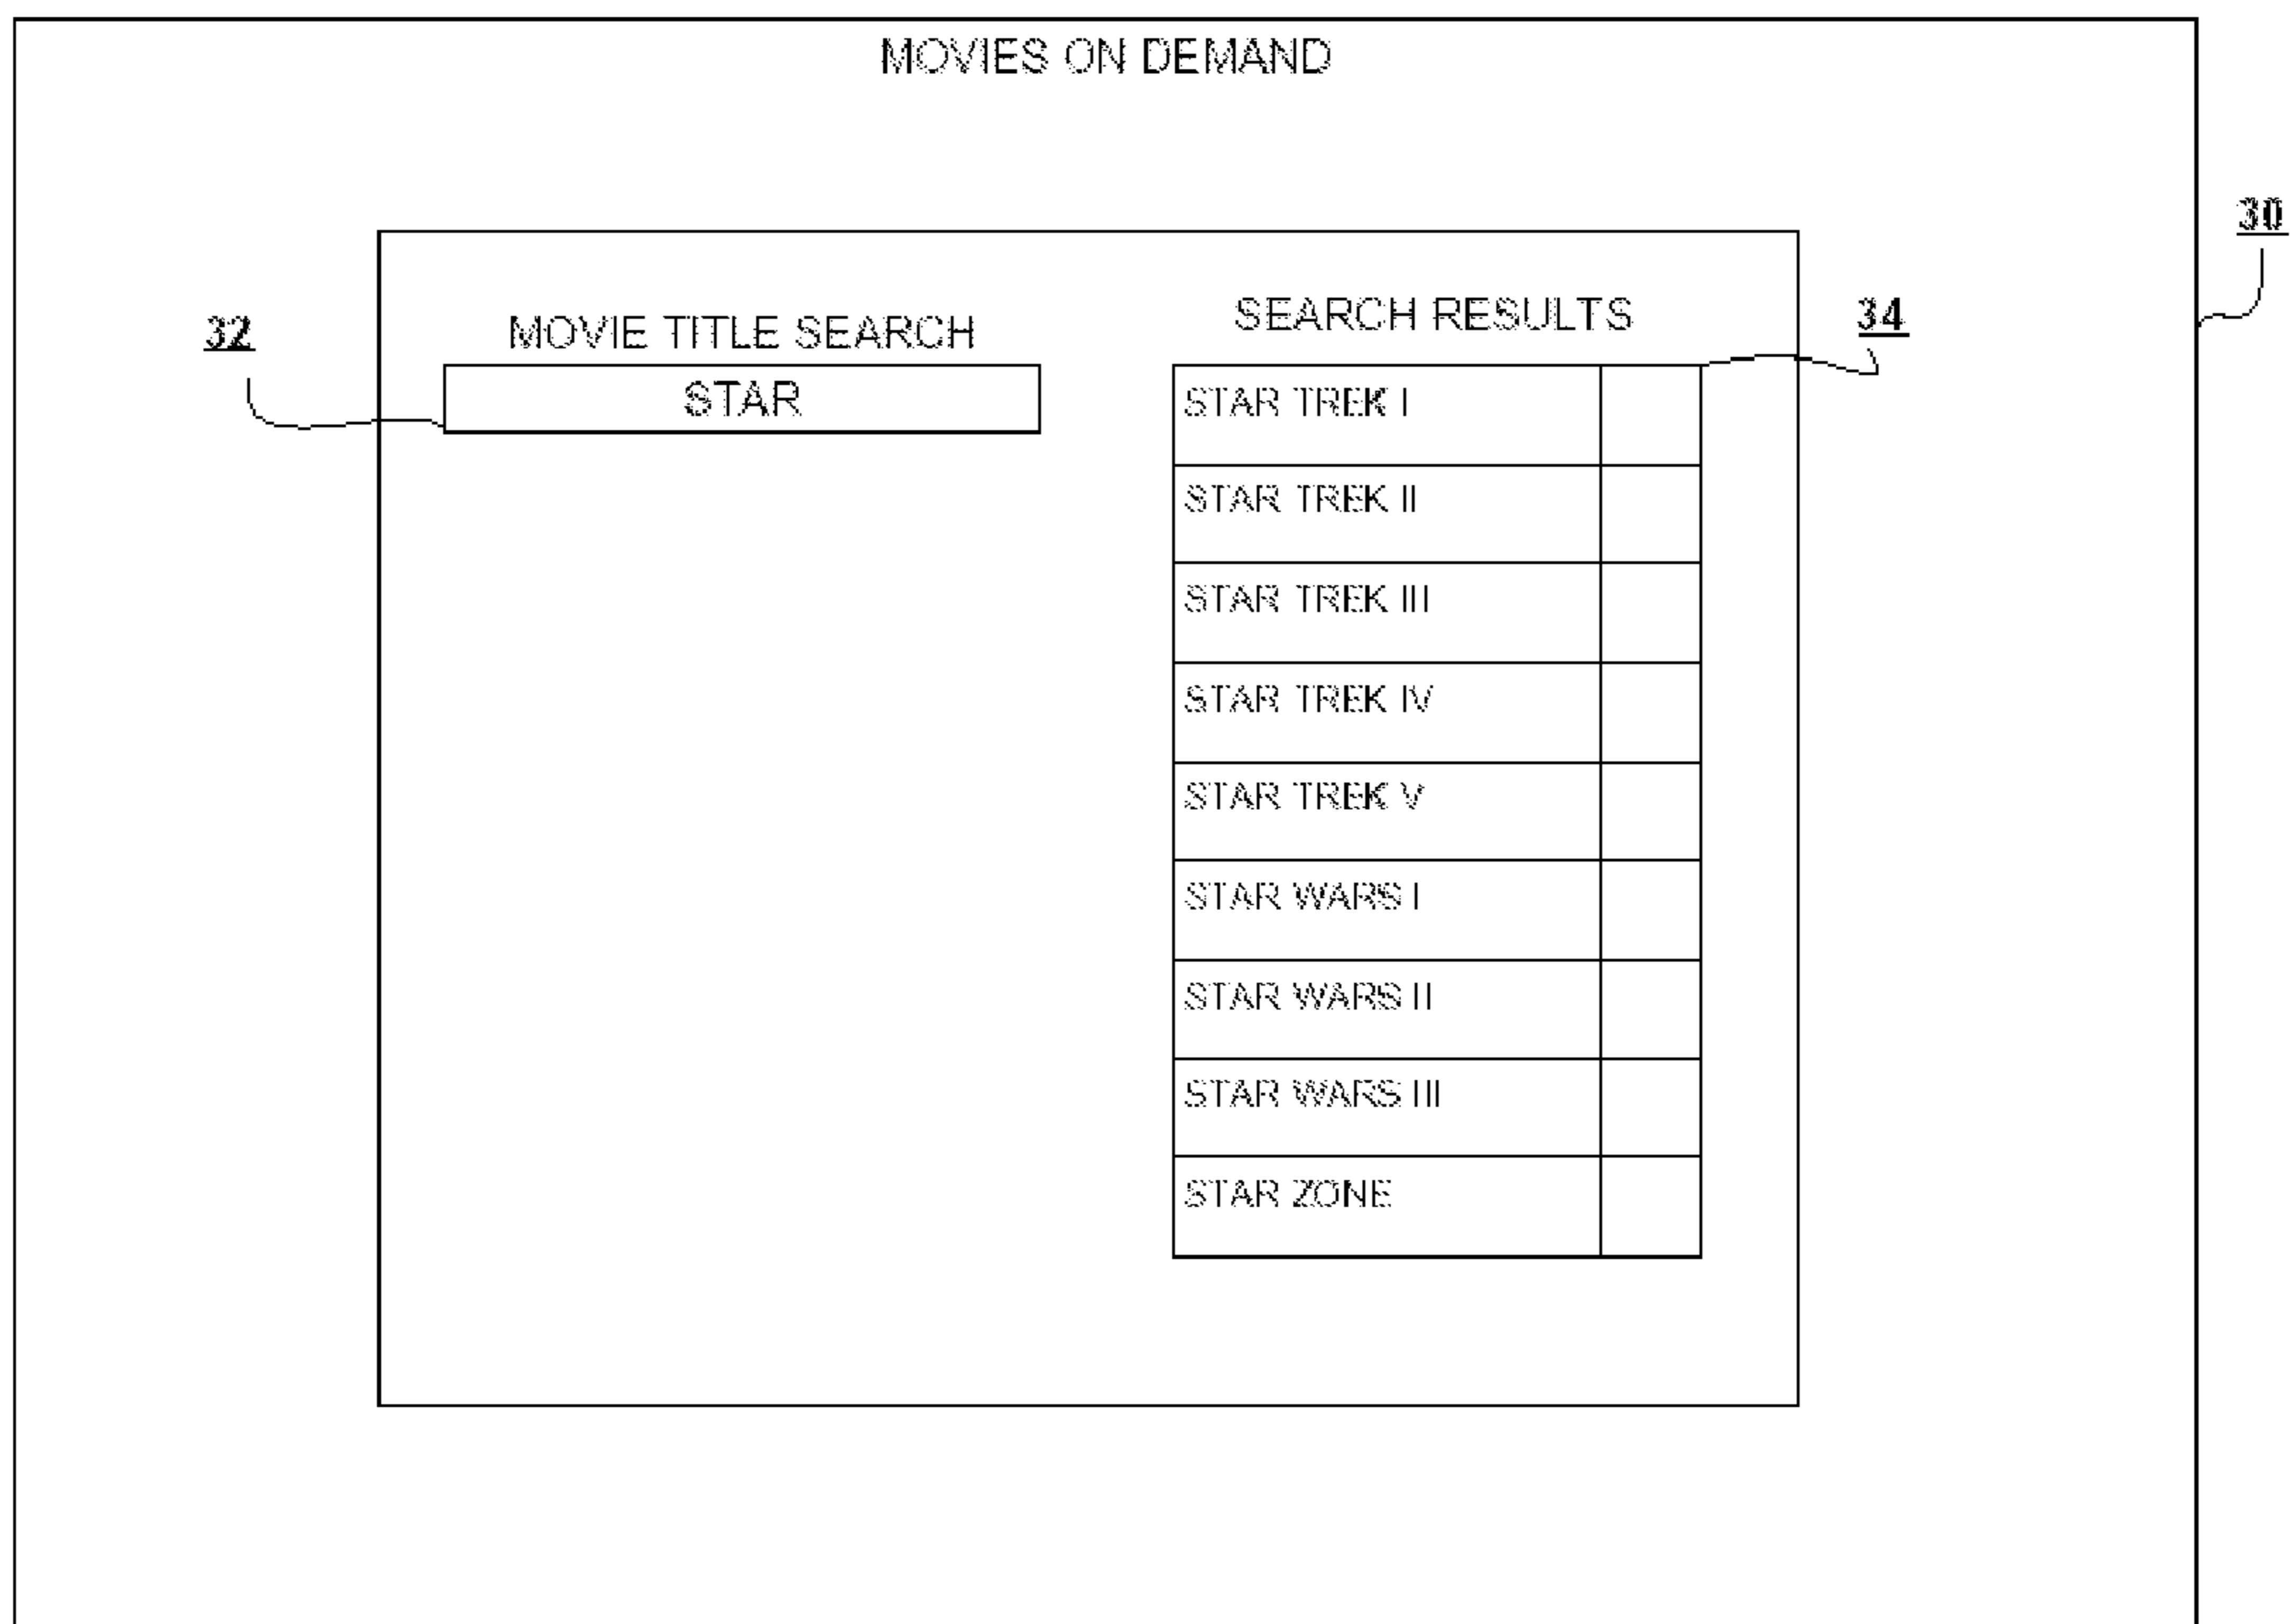 MOVIES ON DEMAND
30
32
MOVIE TITLE SEARCH
STAR
SEARCH RESULTS
34
STAR TREK I
STAR TREK II
STAR TREK III
STAR TREK IV
STAR TREK V
STAR WARS I
STAR WARS II
STAR WARS III
STAR ZONE